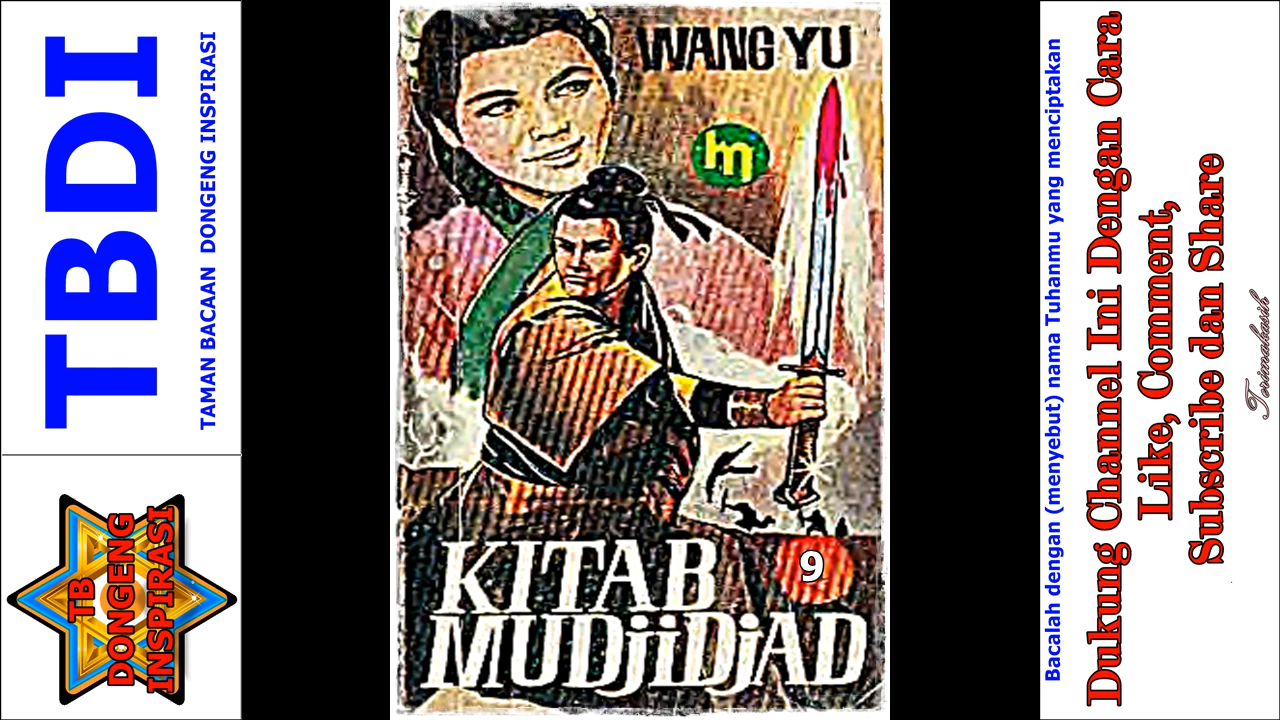 TBDI
TAMAN BACAAN DONGENG INSPIRASI
TB
DONGENG
INSPIRASI
WANG YU
hm
9
KITAB
MUDjiDjAD
Bacalah dengan (menyebut) nama Tuhanmu yang menciptakan
Dukung Channel Ini Dengan Cara
Like, Comment,
Subscribe dan Share
Terimakasih